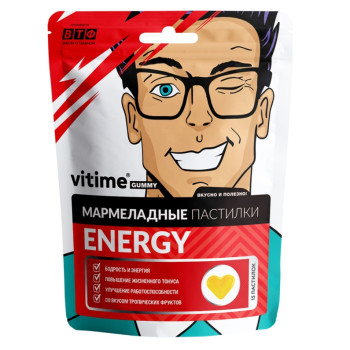 ВТФ
vitime®
GUMMY
ВКУСНО И ПОЛЕЗНО!
МАРМЕЛАДНЫЕ ПАСТИЛКИ
ENERGY
БОДРОСТЬ И ЭНЕРГИЯ
ПОВЫШЕНИЕ ЖИЗНЕННОГО ТОНУСА
УЛУЧШЕНИЕ РАБОТОСПОСОБНОСТИ
СО ВКУСОМ ТРОПИЧЕСКИХ ФРУКТОВ
15 ПАСТИЛОК